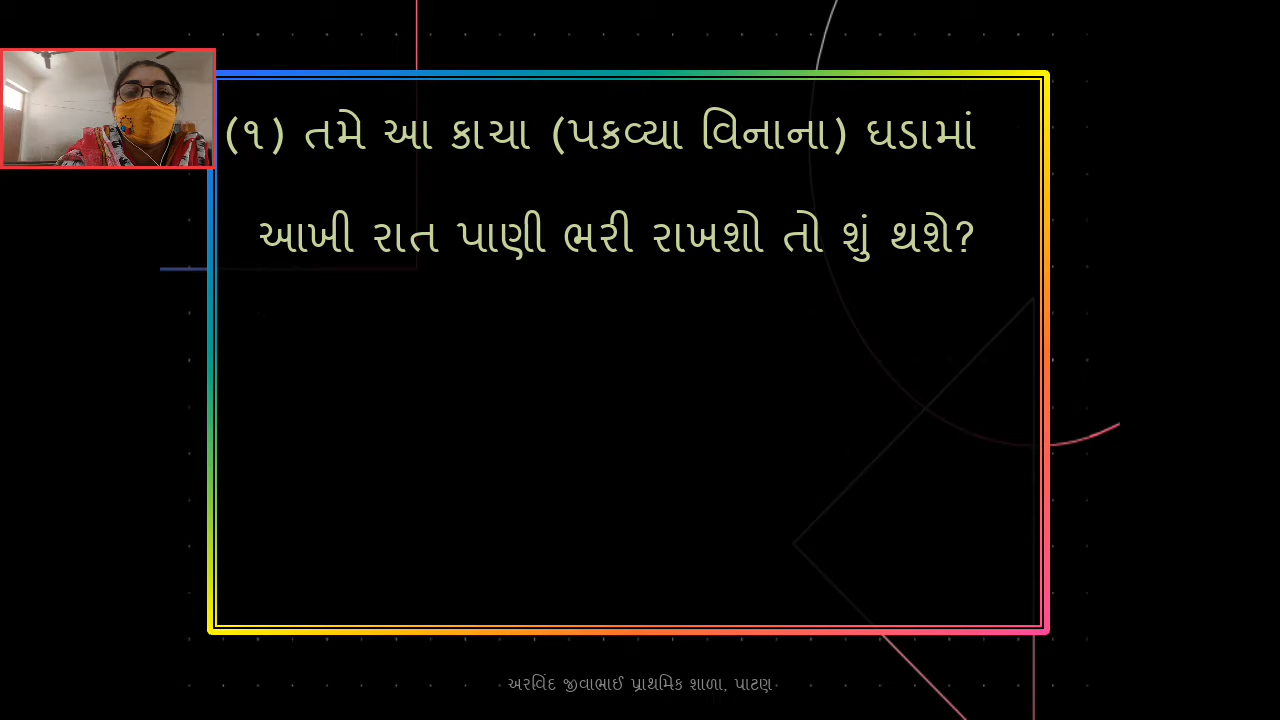 (૧) તમે આ કાચા (પકવ્યા વિનાના) ઘડામાં
આખી રાત પાણી ભરી રાખશો તો શું થશે?
અરવિંદ જીવાભાઈ પ્રાથમિક શાળા, પાટણ